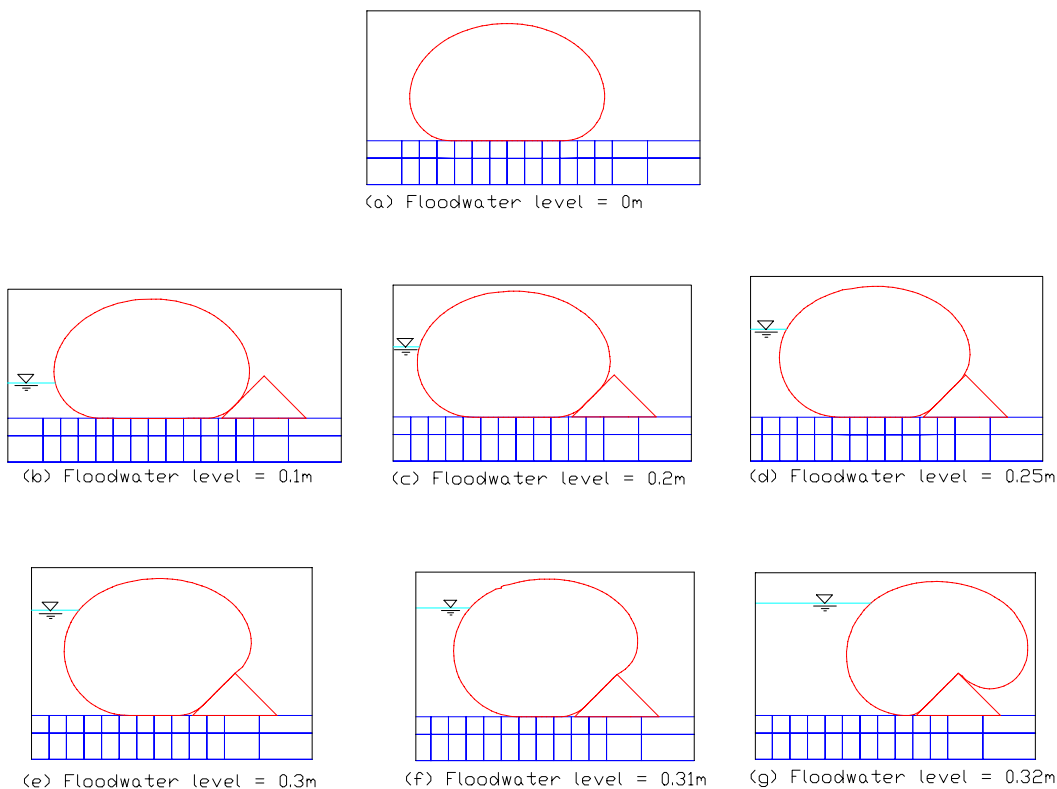 (a) Floodwater level = 0m
(b) Floodwater level = 0.1m
(c) Floodwater level = 0.2m
(d) Floodwater level = 0.25m
(e) Floodwater level = 0.3m
(f) Floodwater level = 0.31m
(g) Floodwater level = 0.32m